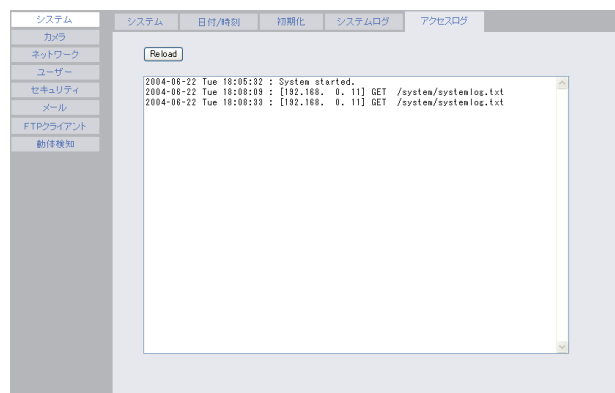 システム
カメラ
ネットワーク
ユーザー
セキュリティ
メール
FTPクライアント
動体検知
システム 日付/時刻 初期化 システムログ アクセスログ
Reload
2004-06-22 Tue 18:05:32 : System started.
2004-06-22 Tue 18:08:09 : [192.168.  0. 11] GET  /system/systemlog.txt
2004-06-22 Tue 18:08:33 : [192.168.  0. 11] GET  /system/systemlog.txt